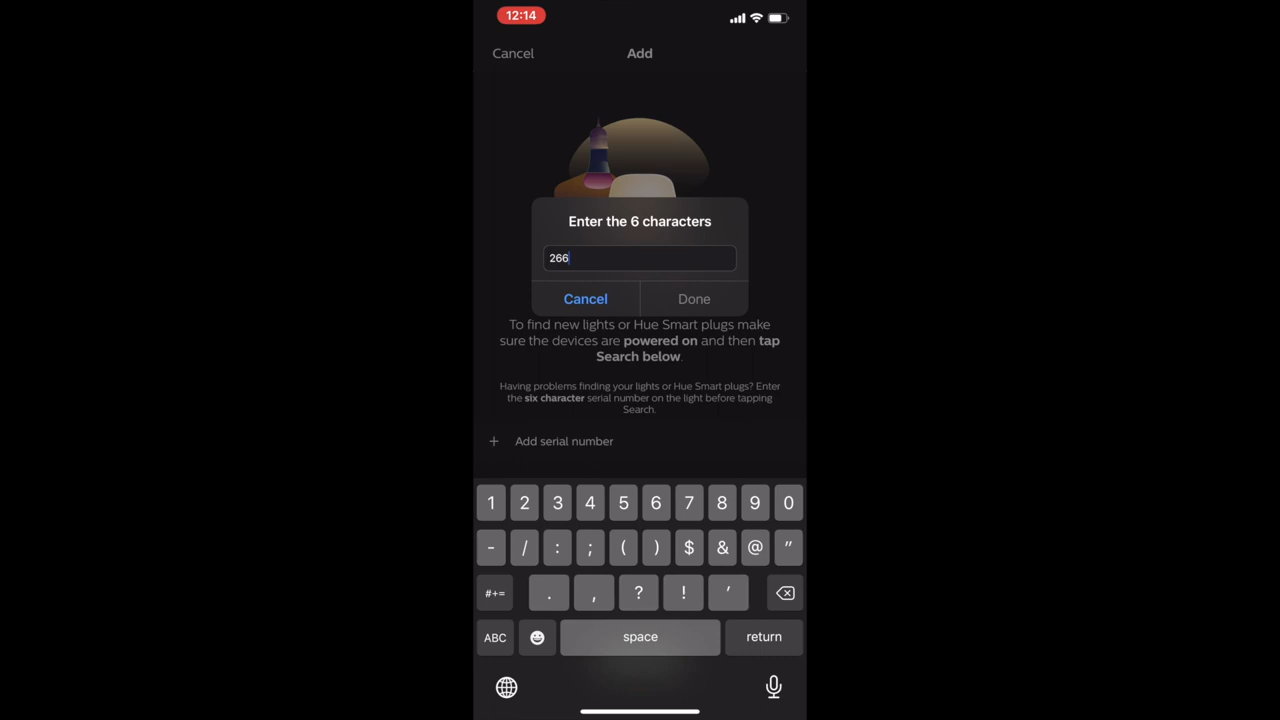 12:14
Cancel
Add
Enter the 6 characters
266
Cancel
Done
To find new lights or Hue Smart plugs make
sure the devices are powered on and then tap
Search below.
Having problems finding your lights or Hue Smart plugs? Enter
the six character serial number on the light before tapping
Search.
+ Add serial number
1 2 3 4 5 6 7 8 9 0
- / : ; ( ) $ & @ "
#+= . , ? ! '
ABC space return